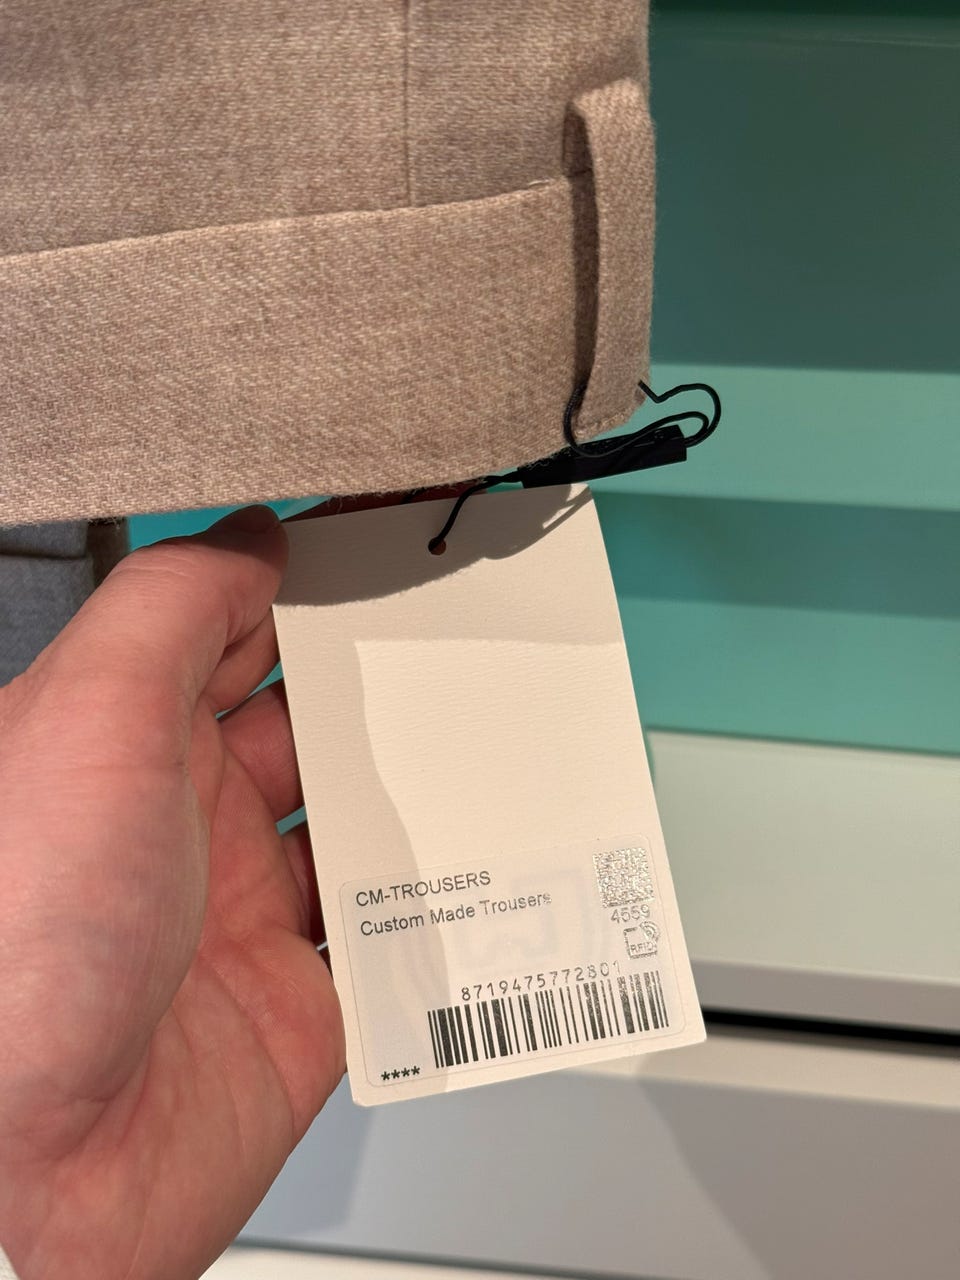 CM-TROUSERS
Custom Made Trousers
4559
RFID
8719475772801
****